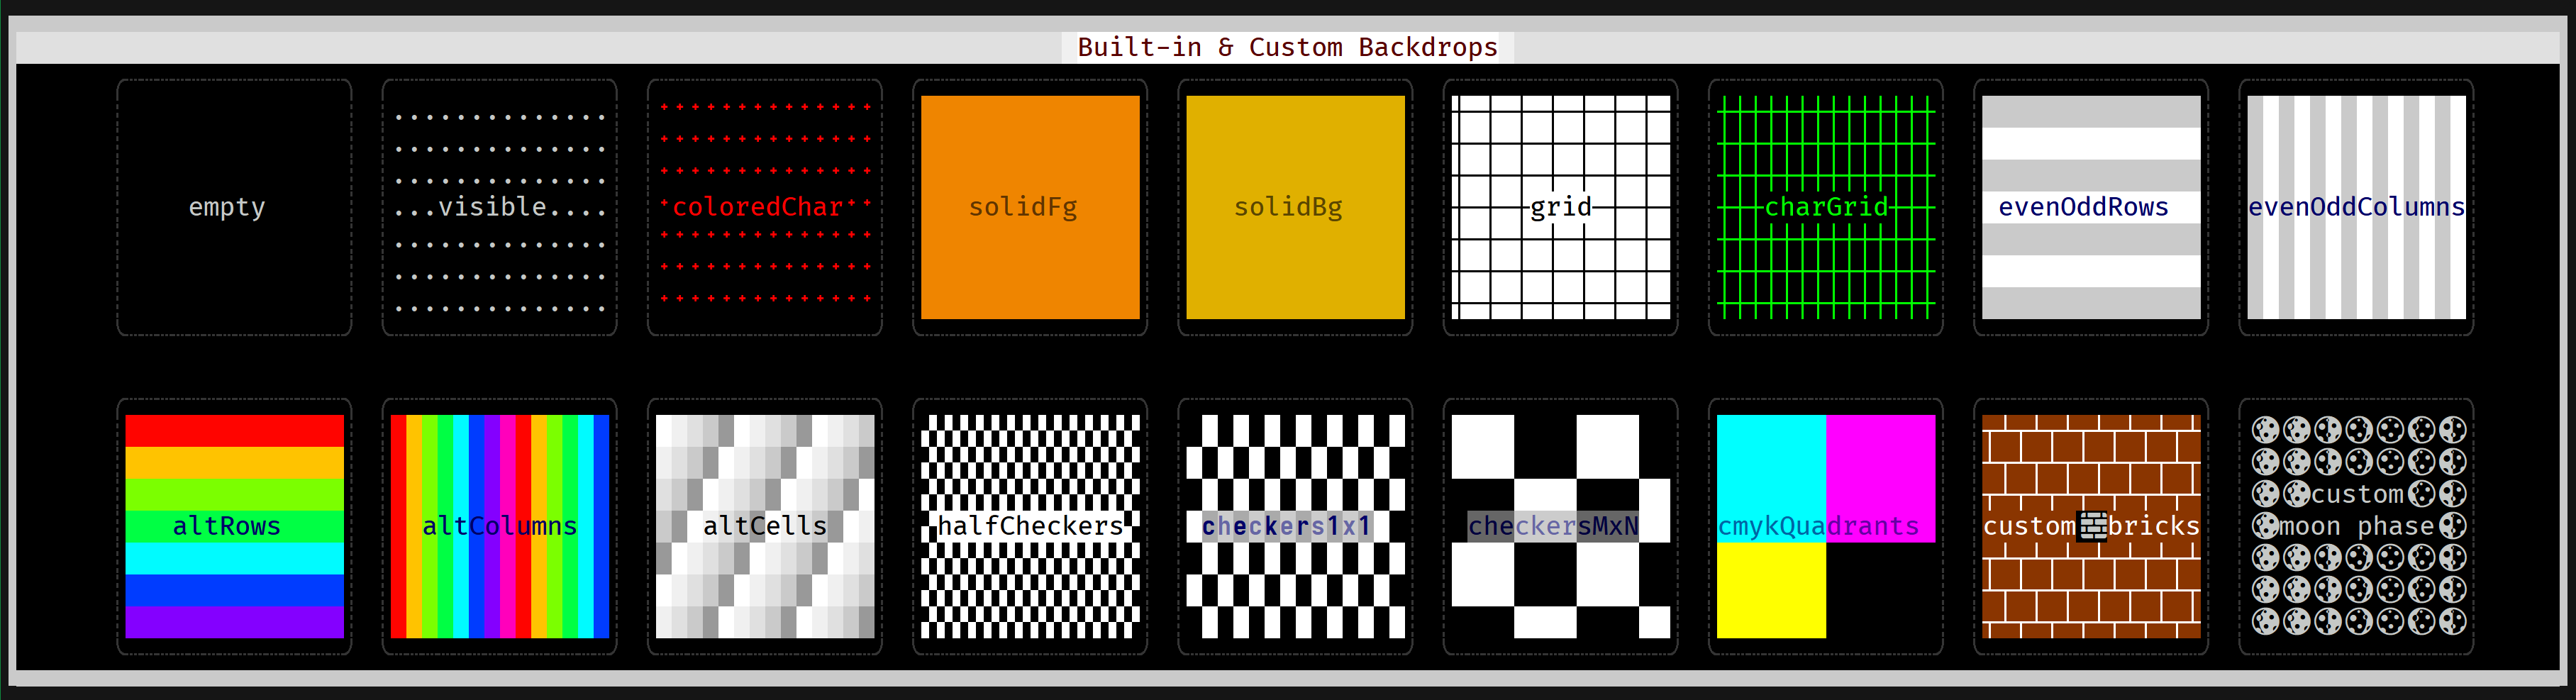 Built-in & Custom Backdrops
empty
visible
coloredChar
solidFg
solidBg
grid
charGrid
evenOddRows
evenOddColumns
altRows
altColumns
altCells
halfCheckers
checkers1x1
checkersMxN
cmykQuadrants
custom bricks
custom
moon phase